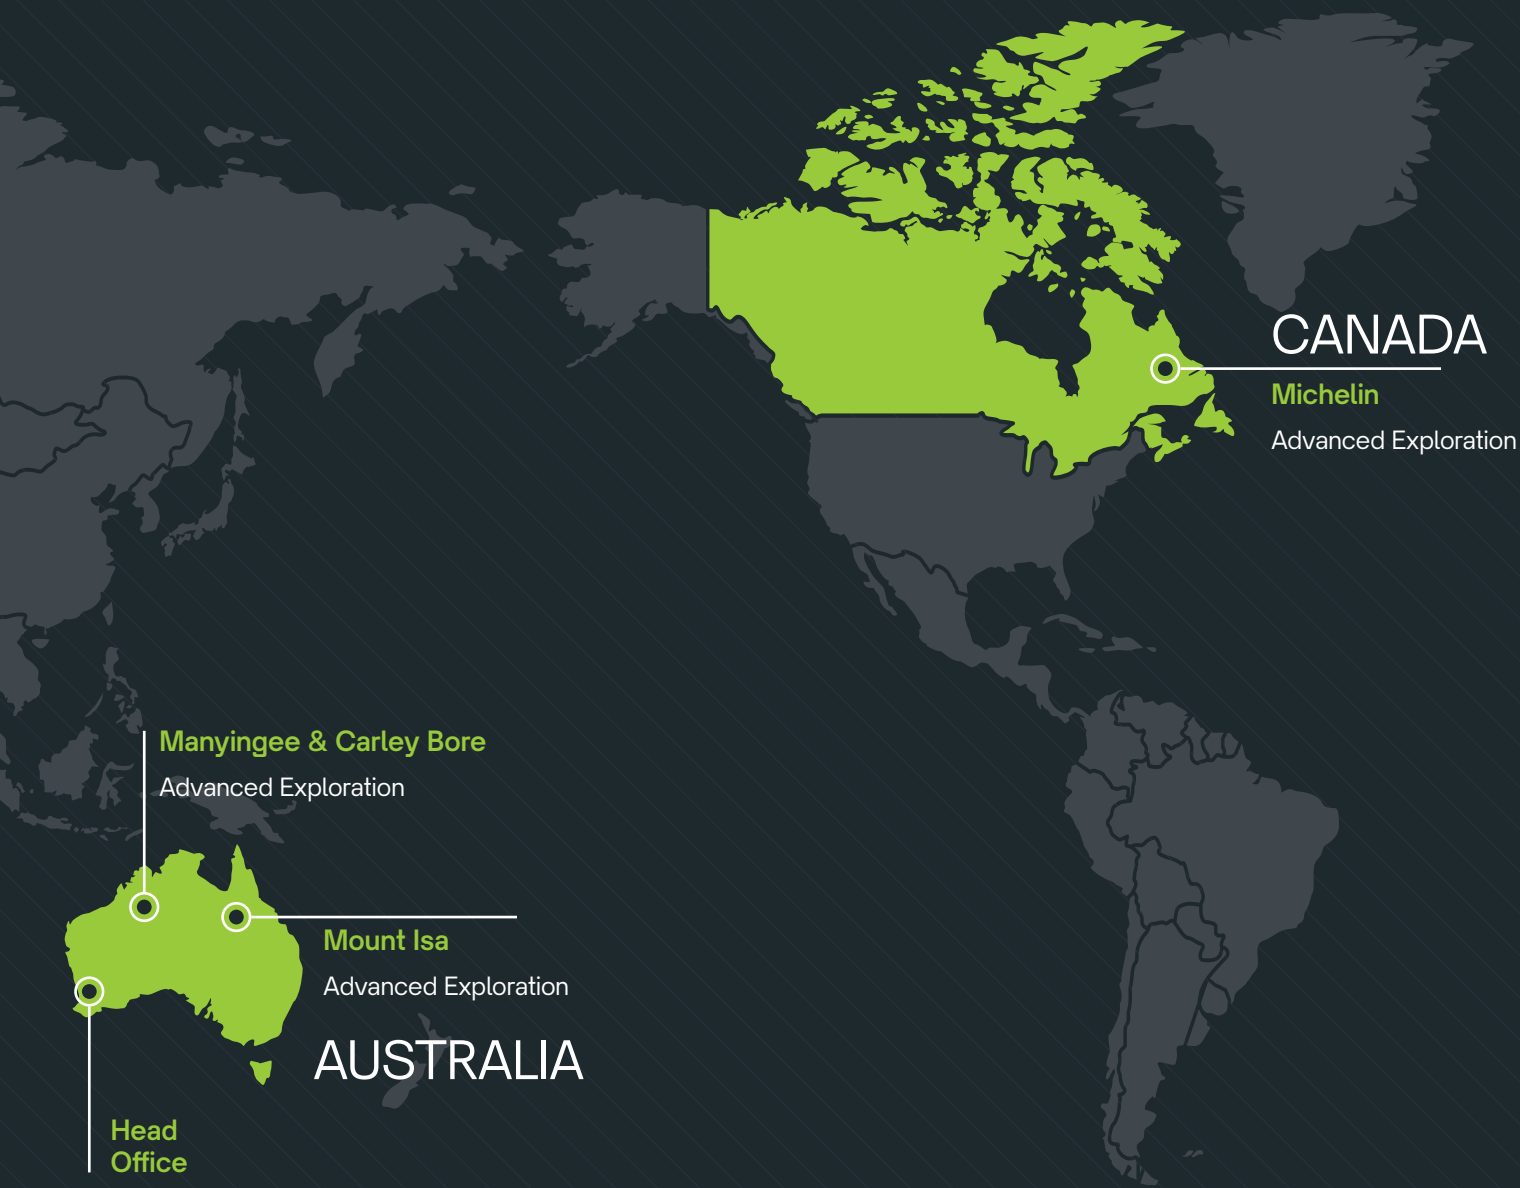 CANADA
Michelin
Advanced Exploration
Manyingee & Carley Bore
Advanced Exploration
Mount Isa
Advanced Exploration
AUSTRALIA
Head
Office